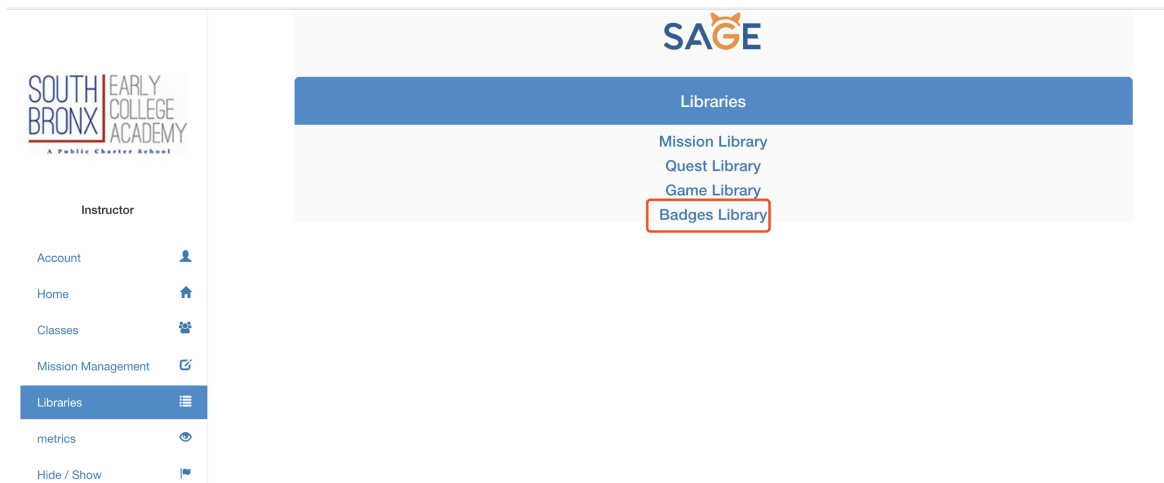 SAGE
SOUTH BRONX
EARLY COLLEGE ACADEMY
A Public Charter School
Instructor
Account
Home
Classes
Mission Management
Libraries
metrics
Hide / Show
Libraries
Mission Library
Quest Library
Game Library
Badges Library